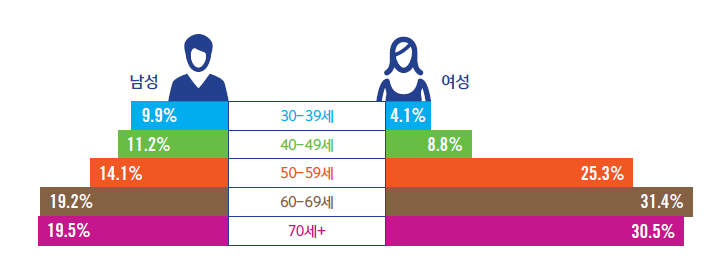 남성
여성
9.9% 30-39세 4.1%
11.2% 40-49세 8.8%
14.1% 50-59세 25.3%
19.2% 60-69세 31.4%
19.5% 70세+ 30.5%